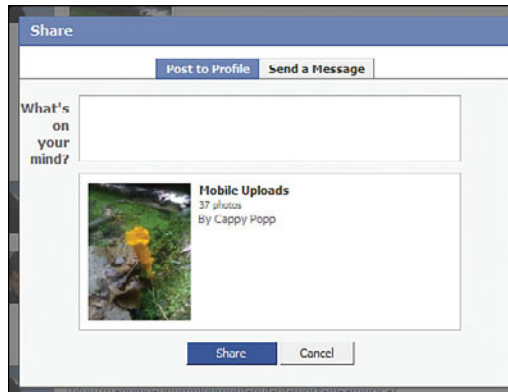 Share
Post to Profile Send a Message
What's
on
your
mind?
Mobile Uploads
37 photos
By Cappy Popp
Share Cancel